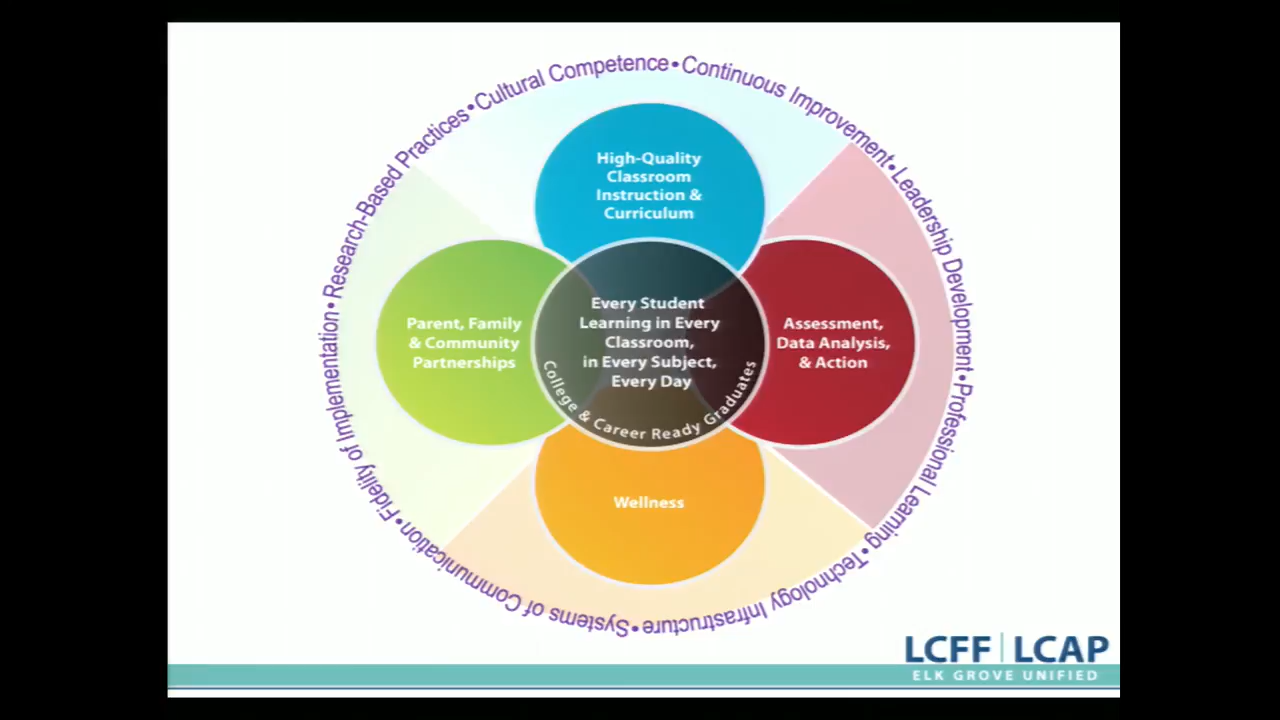 Fidelity of Implementation • Research-Based Practices • Cultural Competence • Continuous Improvement • Leadership Development • Professional Learning • Technology Infrastructure • Systems of Communication •
High-Quality
Classroom
Instruction &
Curriculum
Parent, Family
& Community
Partnerships
Every Student
Learning in Every
Classroom,
in Every Subject,
Every Day
College & Career Ready Graduates
Assessment,
Data Analysis,
& Action
Wellness
LCFF | LCAP
ELK GROVE UNIFIED